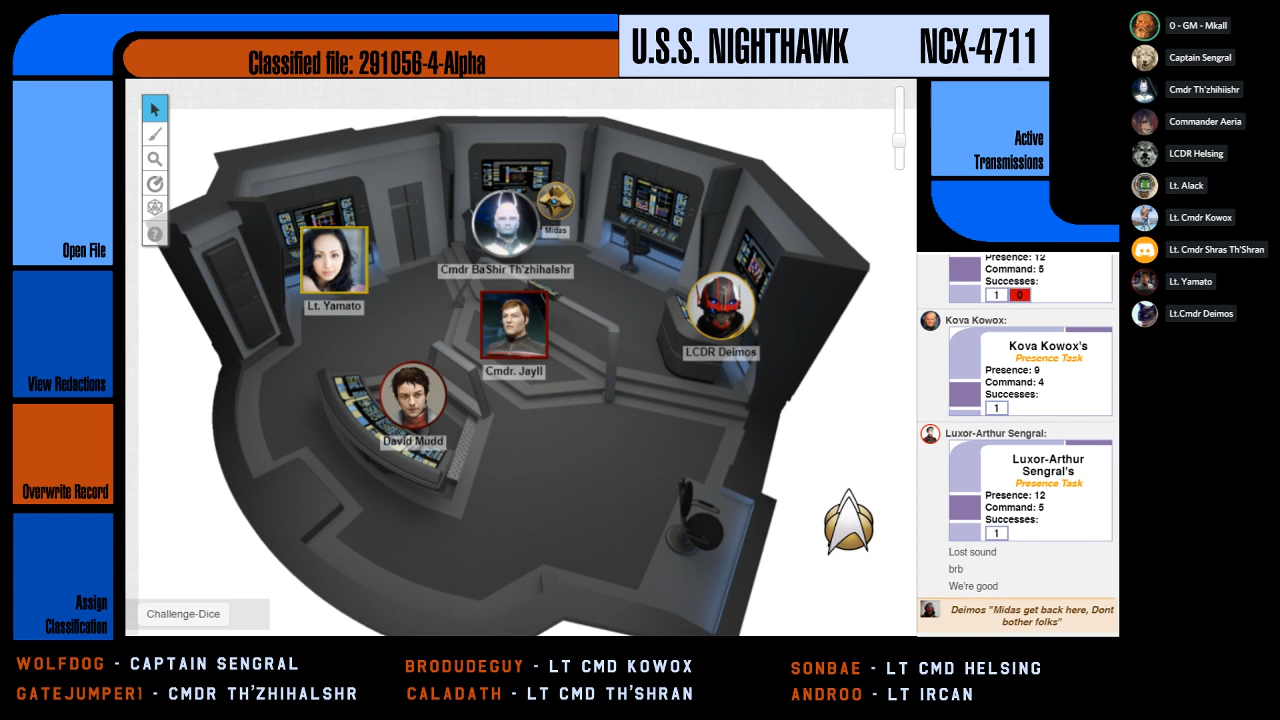 Classified file: 291056-4-Alpha
U.S.S. NIGHTHAWK NCX-4711
Open File
View Redactions
Overwrite Record
Assign
Classification
Active
Transmissions
Lt. Yamato
Midas
Cmdr BaShir Th'zhihalshr
Cmdr. Jayll
LCDR Deimos
David Mudd
Challenge-Dice
0 - GM - Mkall
Captain Sengral
Cmdr Th'zhihiishr
Commander Aeria
LCDR Helsing
Lt. Alack
Lt. Cmdr Kowox
Lt. Cmdr Shras Th'Shran
Lt. Yamato
Lt.Cmdr Deimos
Presence: 12
Command: 5
Successes:
1 0
Kova Kowox:
Kova Kowox's
Presence Task
Presence: 9
Command: 4
Successes:
1
Luxor-Arthur Sengral:
Luxor-Arthur
Sengral's
Presence Task
Presence: 12
Command: 5
Successes:
1
Lost sound
brb
We're good
Deimos "Midas get back here, Dont
bother folks"
WOLFDOG - CAPTAIN SENGRAL
BRODUDEGUY - LT CMD KOWOX
SONBAE - LT CMD HELSING
GATEJUMPER1 - CMDR TH'ZHIHALSHR
CALADATH - LT CMD TH'SHRAN
ANDROO - LT IRCAN